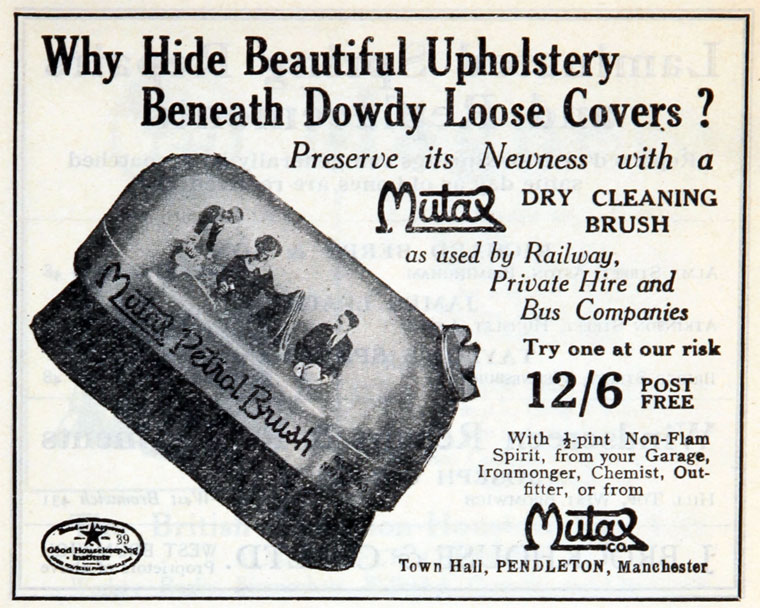 Why Hide Beautiful Upholstery
Beneath Dowdy Loose Covers ?
Preserve its Newness with a
Mutax DRY CLEANING
BRUSH
as used by Railway,
Private Hire and
Bus Companies
Try one at our risk
12/6 POST
FREE
With ½-pint Non-Flam
Spirit, from your Garage,
Ironmonger, Chemist, Out-
fitter, or from
Mutax
Co.
Town Hall, PENDLETON, Manchester
Mutax Petrol Brush
39
Good Housekeeping
Institute